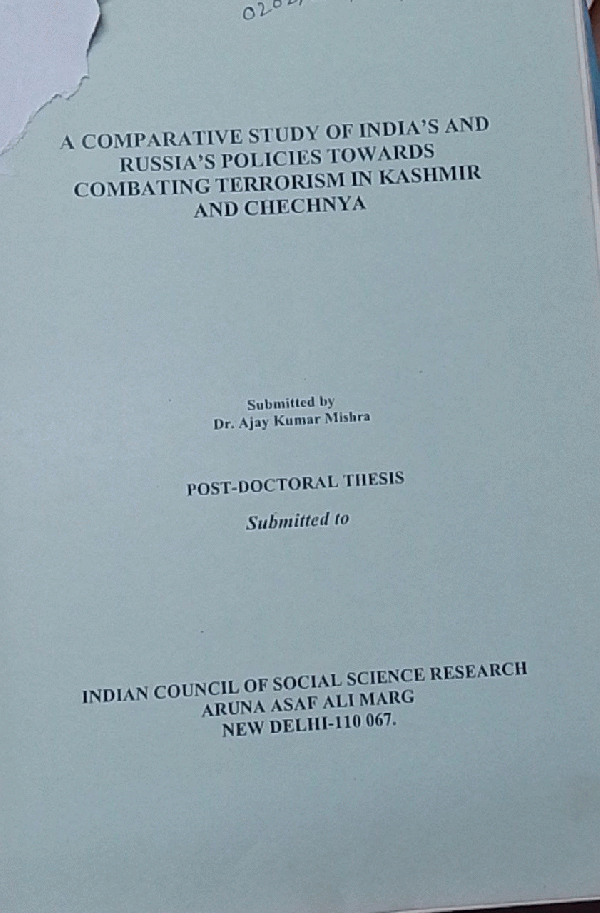 A COMPARATIVE STUDY OF INDIA'S AND
RUSSIA'S POLICIES TOWARDS
COMBATING TERRORISM IN KASHMIR
AND CHECHNYA
Submitted by
Dr. Ajay Kumar Mishra
POST-DOCTORAL THESIS
Submitted to
INDIAN COUNCIL OF SOCIAL SCIENCE RESEARCH
ARUNA ASAF ALI MARG
NEW DELHI-110 067.